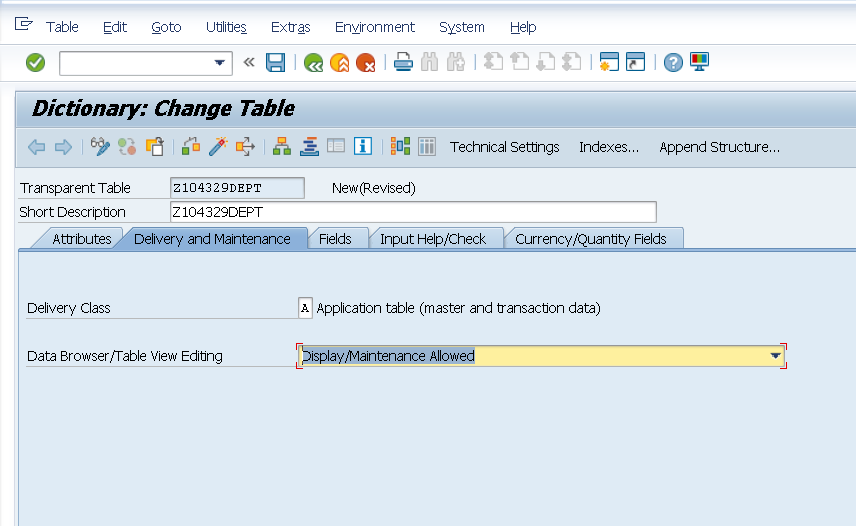 Table Edit Goto Utilities Extras Environment System Help
Dictionary: Change Table
Technical Settings Indexes... Append Structure...
Transparent Table Z104329DEPT New(Revised)
Short Description Z104329DEPT
Attributes Delivery and Maintenance Fields Input Help/Check Currency/Quantity Fields
Delivery Class A Application table (master and transaction data)
Data Browser/Table View Editing Display/Maintenance Allowed